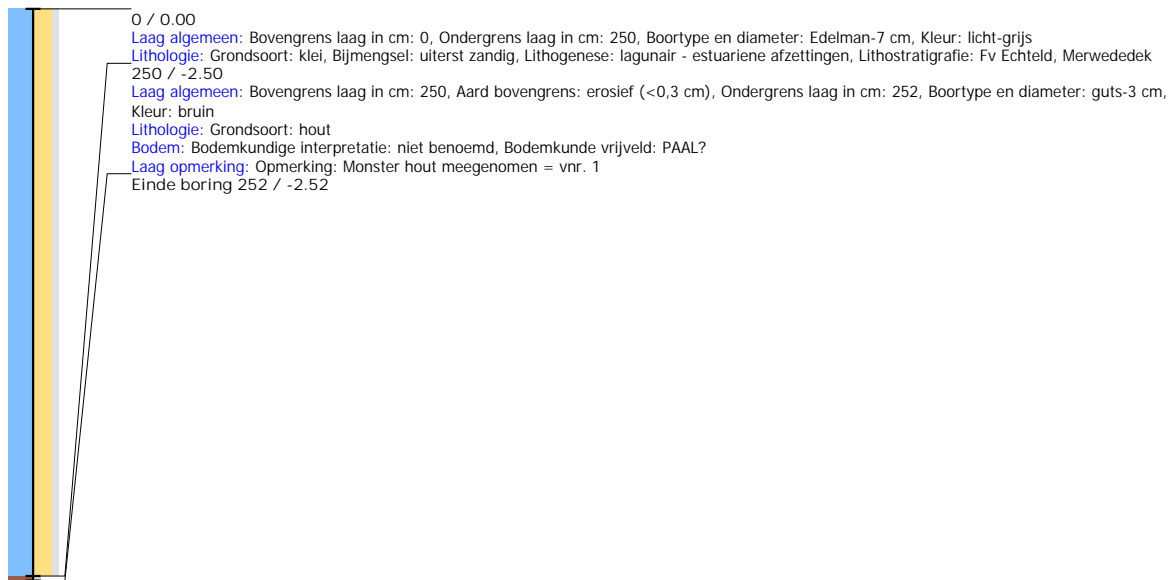 0 / 0.00
Laag algemeen: Bovengrens laag in cm: 0, Ondergrens laag in cm: 250, Boortype en diameter: Edelman-7 cm, Kleur: licht-grijs
Lithologie: Grondsoort: klei, Bijmengsel: uiterst zandig, Lithogenese: lagunair - estuariene afzettingen, Lithostratigrafie: Fv Echteld, Merwededek
250 / -2.50
Laag algemeen: Bovengrens laag in cm: 250, Aard bovengrens: erosief (<0,3 cm), Ondergrens laag in cm: 252, Boortype en diameter: guts-3 cm,
Kleur: bruin
Lithologie: Grondsoort: hout
Bodem: Bodemkundige interpretatie: niet benoemd, Bodemkunde vrijveld: PAAL?
Laag opmerking: Opmerking: Monster hout meegenomen = vnr. 1
Einde boring 252 / -2.52